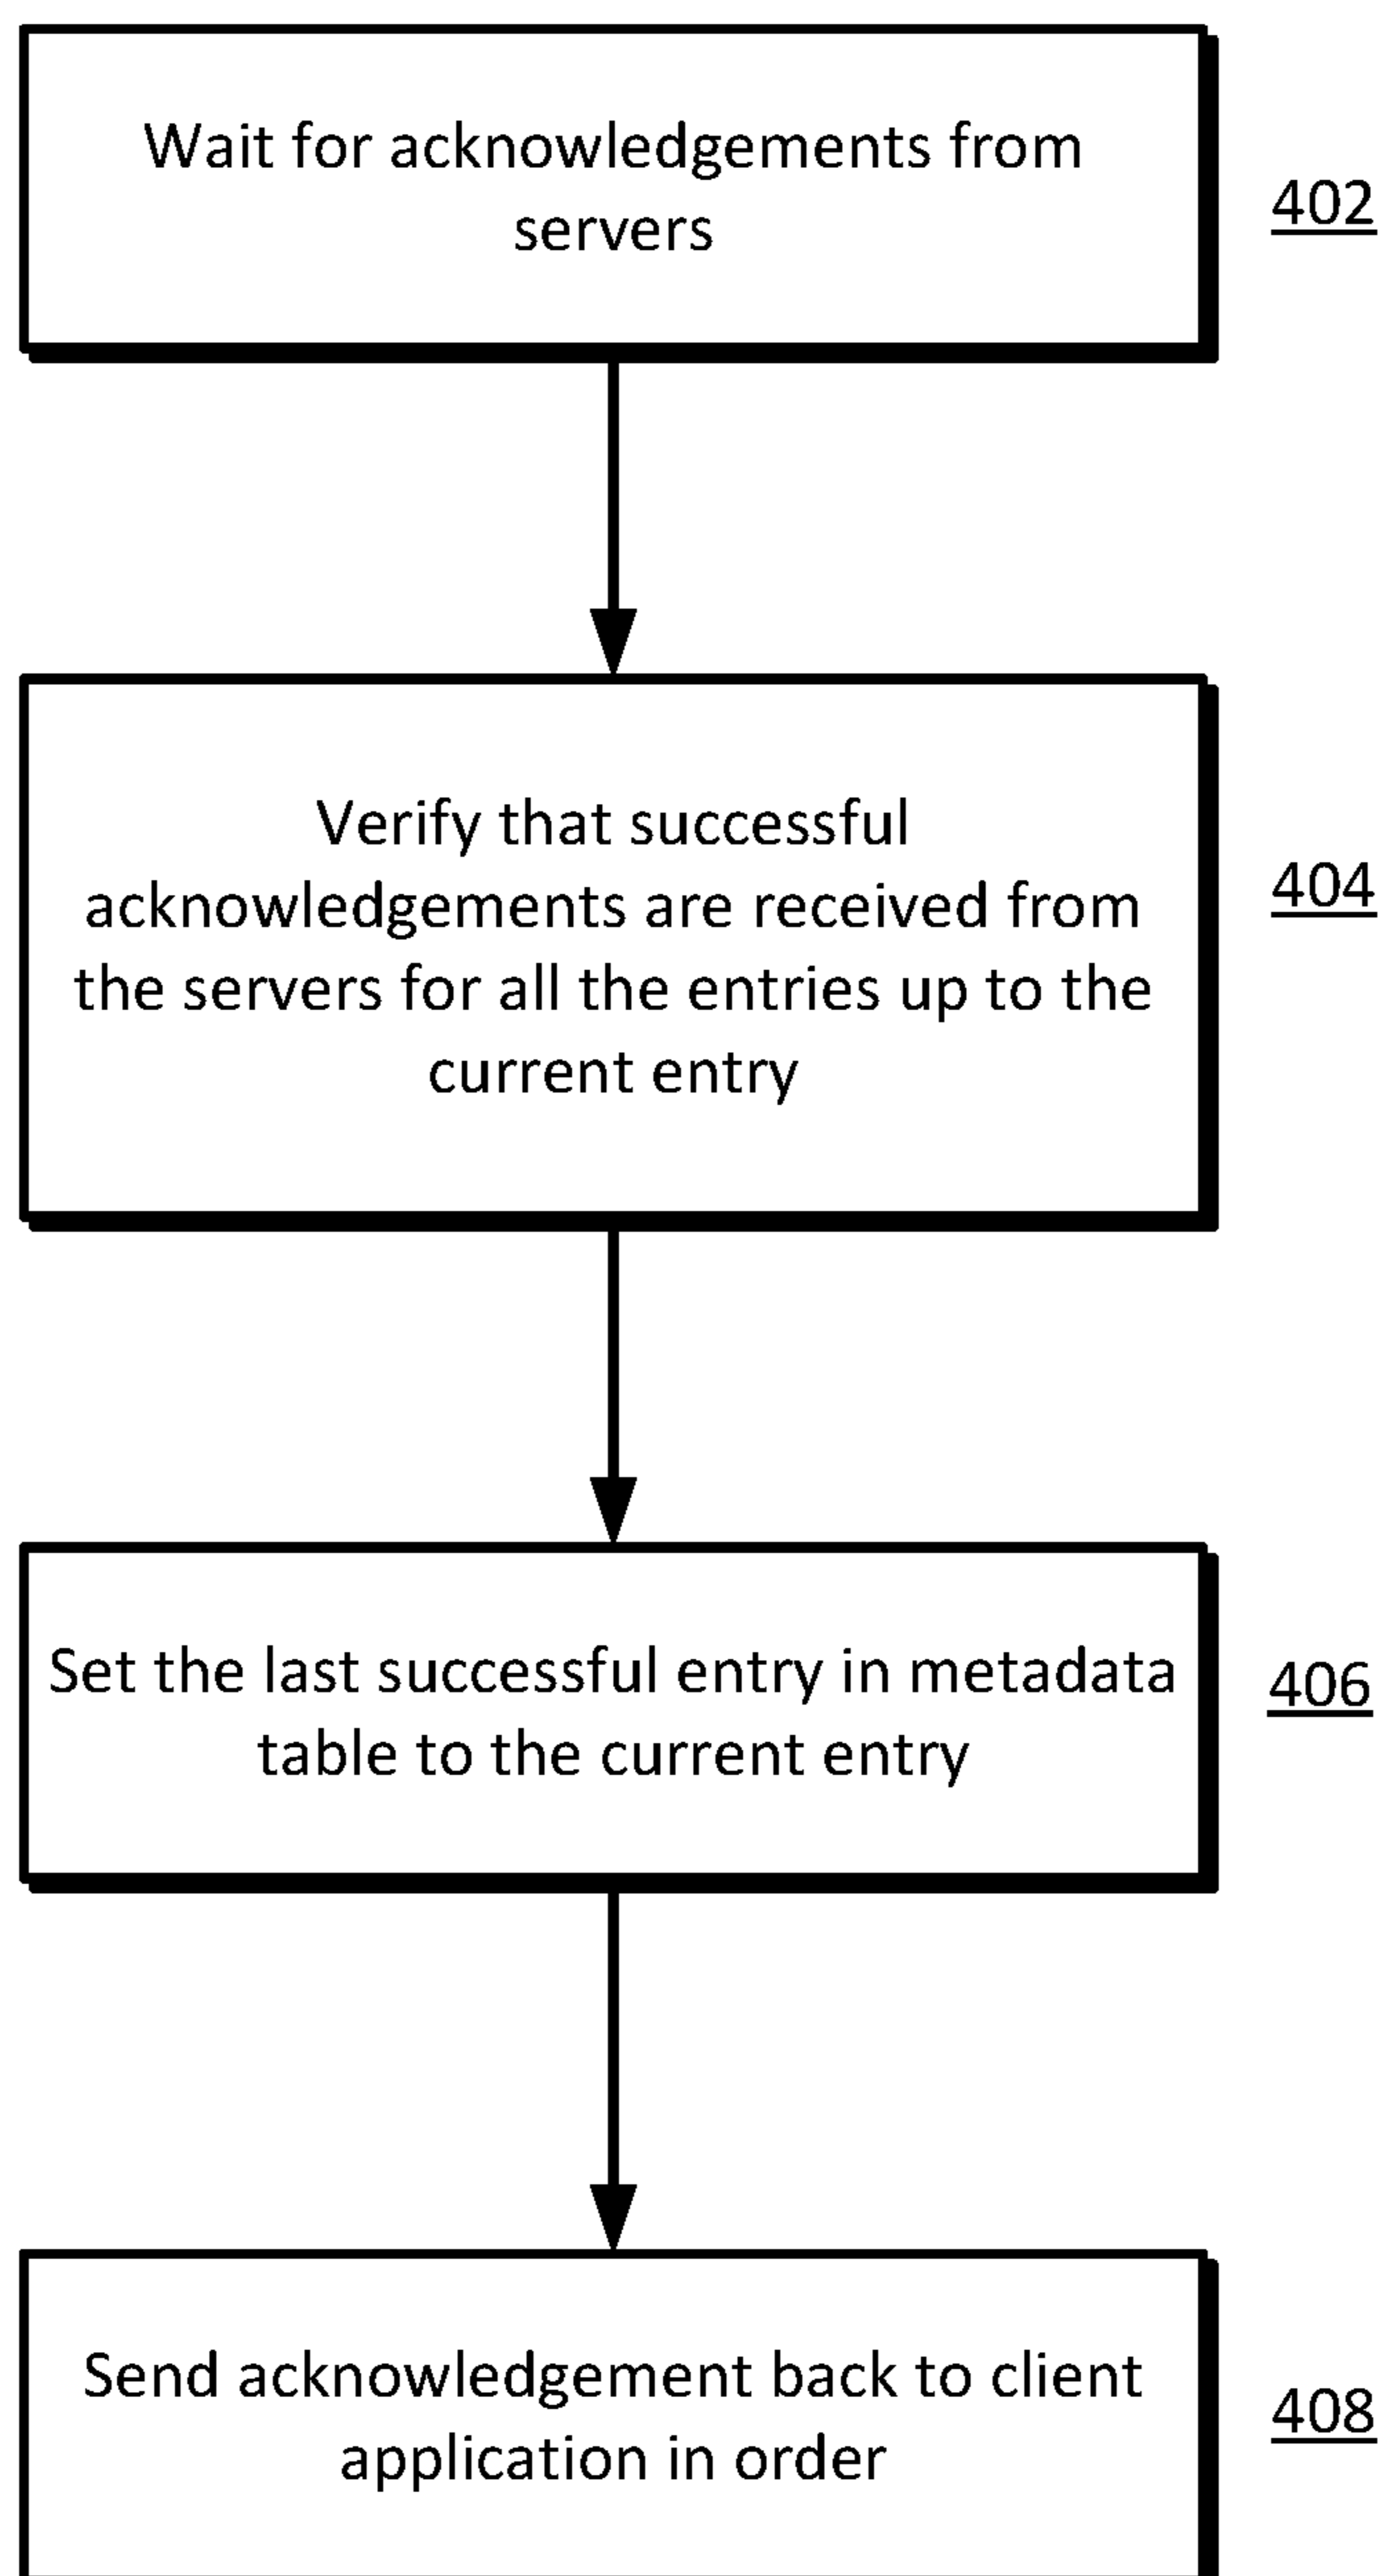 Wait for acknowledgements from
servers
402
Verify that successful
acknowledgements are received from
the servers for all the entries up to the
current entry
404
Set the last successful entry in metadata
table to the current entry
406
Send acknowledgement back to client
application in order
408